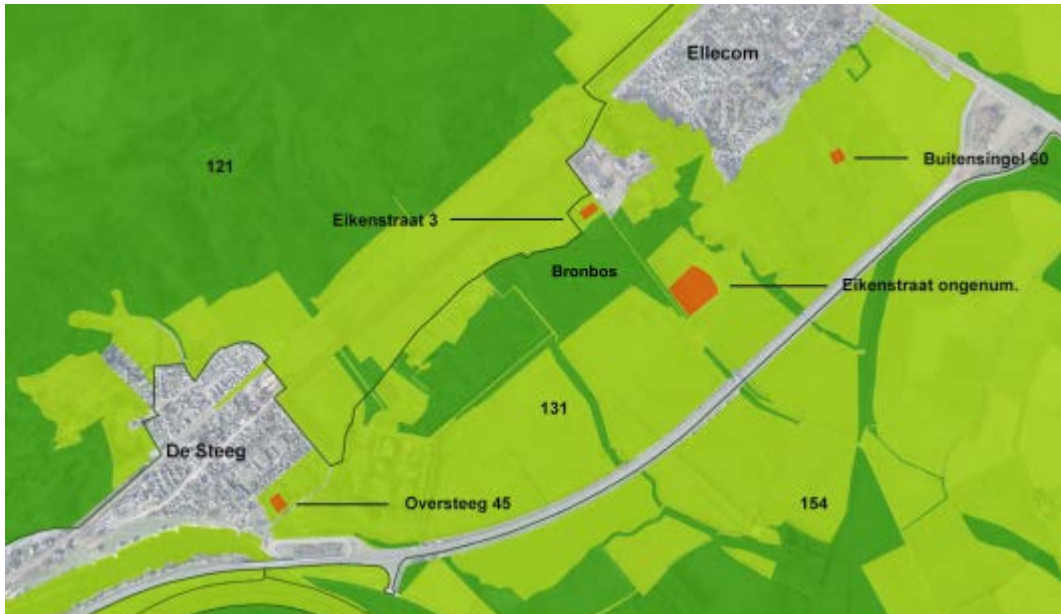 Ellecom
Buitensingel 60
121
Eikenstraat 3
Bronbos
Eikenstraat ongenum.
131
De Steeg
Oversteeg 45
154